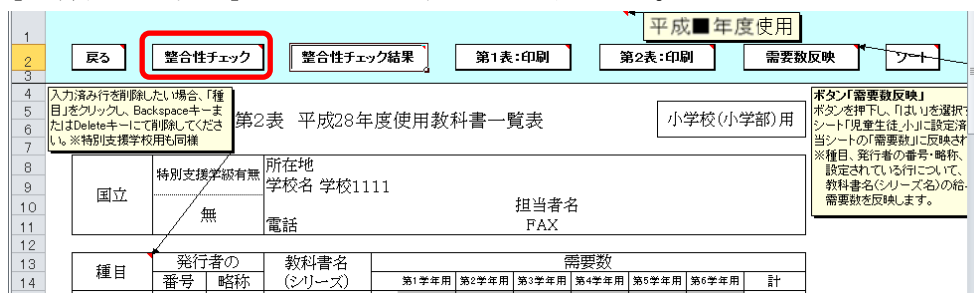 平成■年度使用
1
2
3
4
5
6
7
8
9
10
11
12
13
14
戻る
整合性チェック
整合性チェック結果
第1表:印刷
第2表:印刷
需要数反映
ソート
入力済み行を削除したい場合、「種
目」をクリックし、Backspaceキーま
たはDeleteキーにて削除してくださ
い。※特別支援学校用も同様
第2表 平成28年度使用教科書一覧表
小学校(小学部)用
ボタン「需要数反映」
ボタンを押下し、「はい」を選択
シート「児童生徒_小」に設定済
当シートの「需要数」に反映され
※種目、発行者の番号・略称、
設定されている行について、
教科書名(シリーズ名)の給
需要数を反映します。
国立
特別支援学級有無
無
所在地
学校名 学校1111
担当者名
電話
FAX
種目
発行者の
番号
略称
教科書名
(シリーズ)
需要数
第1学年用
第2学年用
第3学年用
第4学年用
第5学年用
第6学年用
計